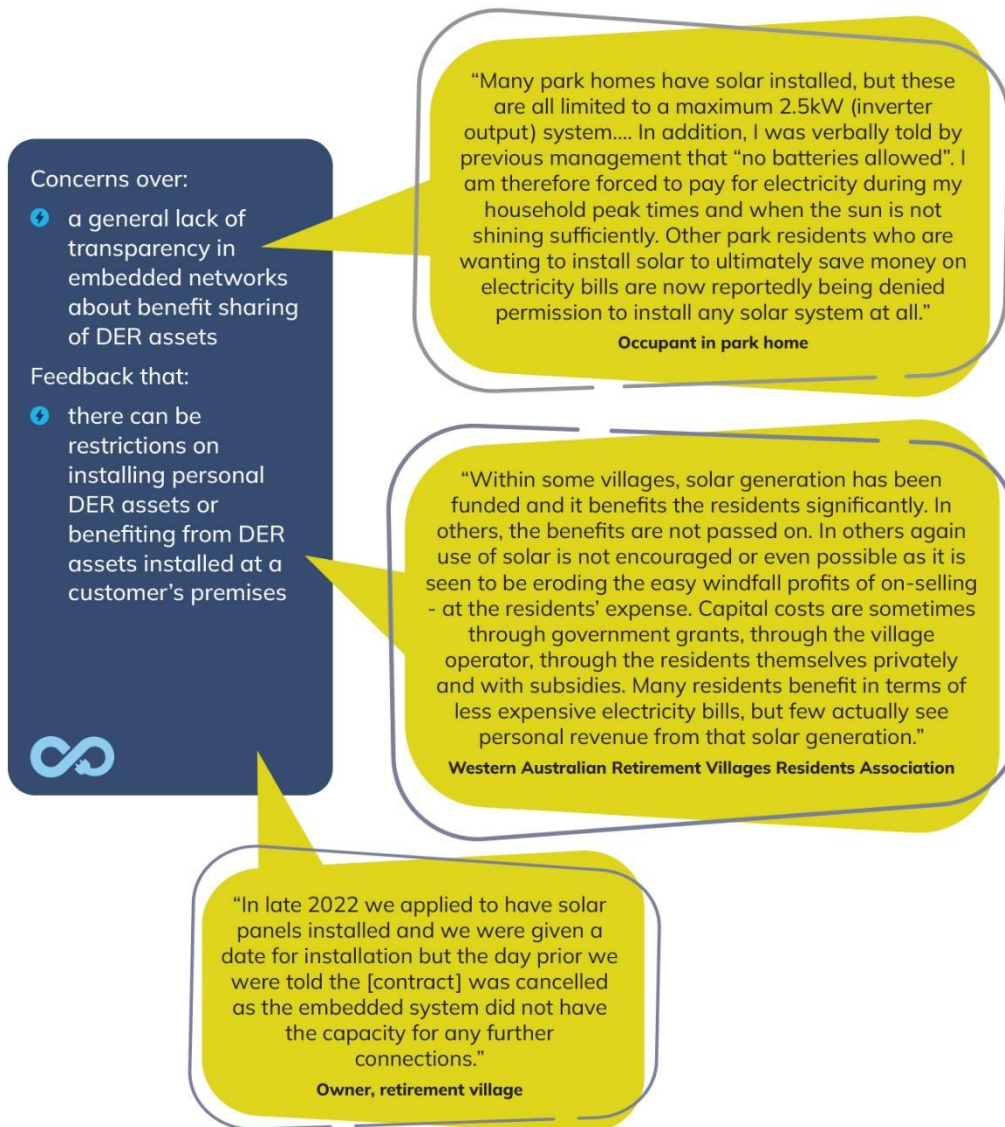 Concerns over:
a general lack of
transparency in
embedded networks
about benefit sharing
of DER assets
Feedback that:
there can be
restrictions on
installing personal
DER assets or
benefiting from DER
assets installed at a
customer’s premises
“Many park homes have solar installed, but these
are all limited to a maximum 2.5kW (inverter
output) system.... In addition, I was verbally told by
previous management that “no batteries allowed”. I
am therefore forced to pay for electricity during my
household peak times and when the sun is not
shining sufficiently. Other park residents who are
wanting to install solar to ultimately save money on
electricity bills are now reportedly being denied
permission to install any solar system at all.”
Occupant in park home
“Within some villages, solar generation has been
funded and it benefits the residents significantly. In
others, the benefits are not passed on. In others again
use of solar is not encouraged or even possible as it is
seen to be eroding the easy windfall profits of on-selling
- at the residents’ expense. Capital costs are sometimes
through government grants, through the village
operator, through the residents themselves privately
and with subsidies. Many residents benefit in terms of
less expensive electricity bills, but few actually see
personal revenue from that solar generation.”
Western Australian Retirement Villages Residents Association
“In late 2022 we applied to have solar
panels installed and we were given a
date for installation but the day prior we
were told the [contract] was cancelled
as the embedded system did not have
the capacity for any further
connections.”
Owner, retirement village